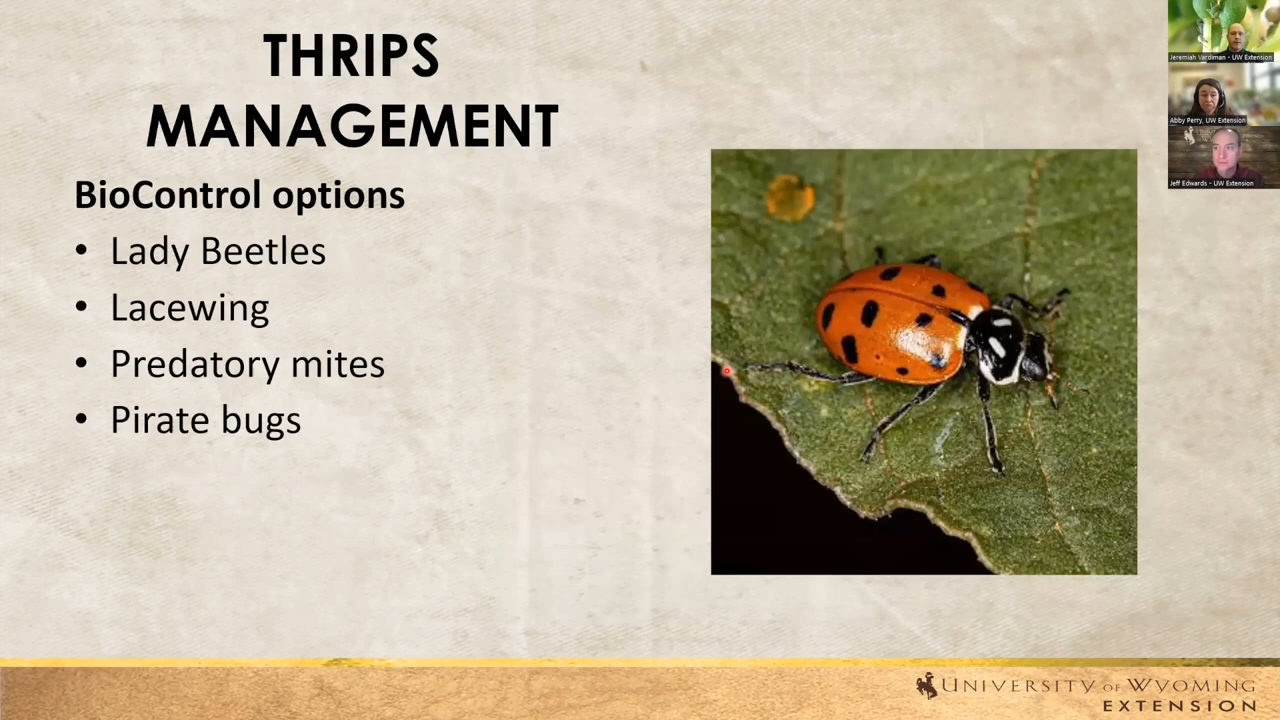 THRIPS
MANAGEMENT
BioControl options
• Lady Beetles
• Lacewing
• Predatory mites
• Pirate bugs
Jeremiah Vardiman - UW Extension
Abby Perry, UW Extension
Jeff Edwards - UW Extension
UNIVERSITY OF WYOMING
EXTENSION